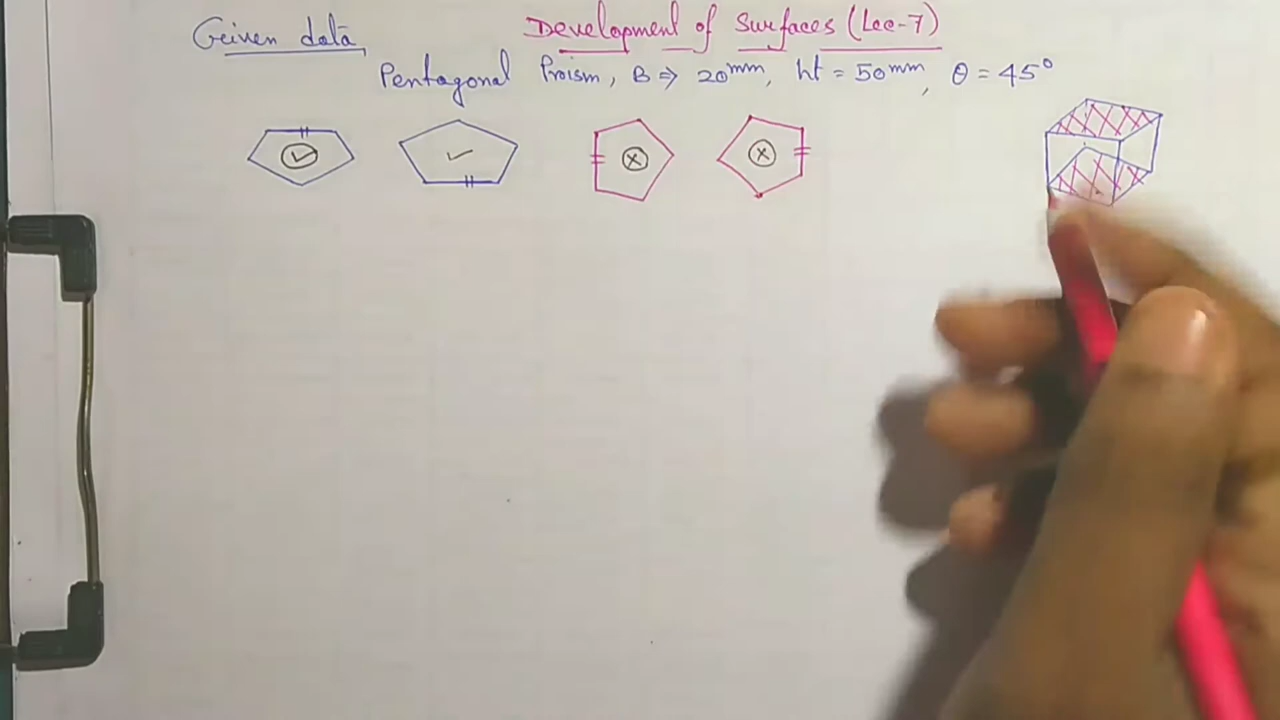 Given data
Development of Surfaces (Lec-7)
Pentagonal Prism, B ⇒ 20mm, ht = 50mm, θ = 45°